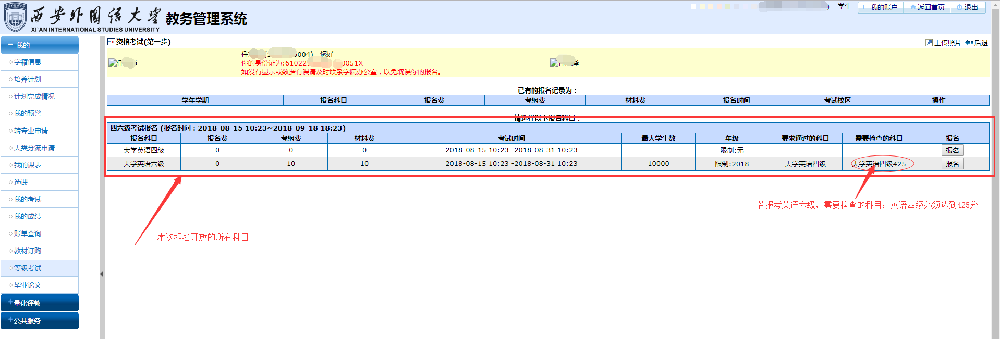 西安外国语大学 教务管理系统
XI'AN INTERNATIONAL STUDIES UNIVERSITY
) 学生 我的账户 返回首页 退出
我的
学籍信息
培养计划
计划完成情况
我的预警
转专业申请
大类分流申请
我的课表
选课
我的考试
我的成绩
账单查询
教材订购
等级考试
毕业论文
量化评教
公共服务
资格考试(第一步) 上传照片 后退
任 (2 0004)，您好
任
你的身份证为:61022 0051X
如没有显示或数据有误请及时联系学院办公室，以免耽误你的报名。
泽
已有的报名记录为：
学年学期 报名科目 报名费 考纲费 材料费 报名时间 考试校区 操作
请选择以下报名科目：
四六级考试报名 (报名时间：2018-08-15 10:23~2018-09-18 18:23)
报名科目 报名费 考纲费 材料费 考试时间 最大学生数 年级 要求通过的科目 需要检查的科目 报名
大学英语四级 0 0 0 2018-08-15 10:23 -2018-08-31 10:23 限制:无 报名
大学英语六级 0 10 10 2018-08-15 10:23 -2018-08-31 10:23 10000 限制:2018 大学英语四级 大学英语四级425 报名
若报考英语六级，需要检查的科目：英语四级必须达到425分
本次报名开放的所有科目